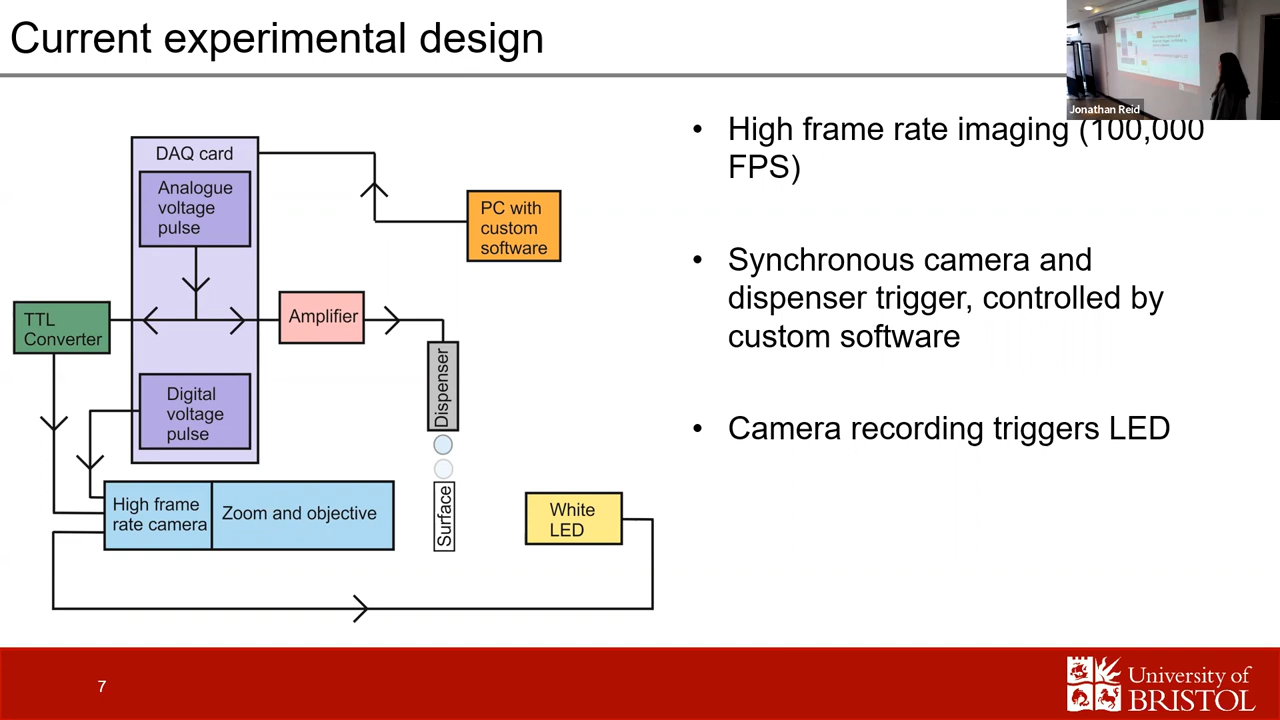 Current experimental design
Jonathan Reid
DAQ card
Analogue
voltage
pulse
PC with
custom
software
TTL
Converter
Amplifier
Dispenser
Digital
voltage
pulse
High frame
rate camera
Zoom and objective
Surface
White
LED
• High frame rate imaging (100,000
FPS)
• Synchronous camera and
dispenser trigger, controlled by
custom software
• Camera recording triggers LED
7
University of
BRISTOL